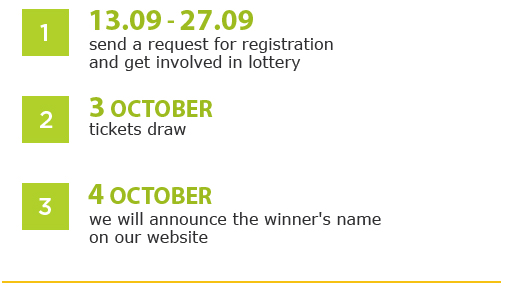 1
13.09 - 27.09
send a request for registration
and get involved in lottery
2
3 OCTOBER
tickets draw
3
4 OCTOBER
we will announce the winner's name
on our website